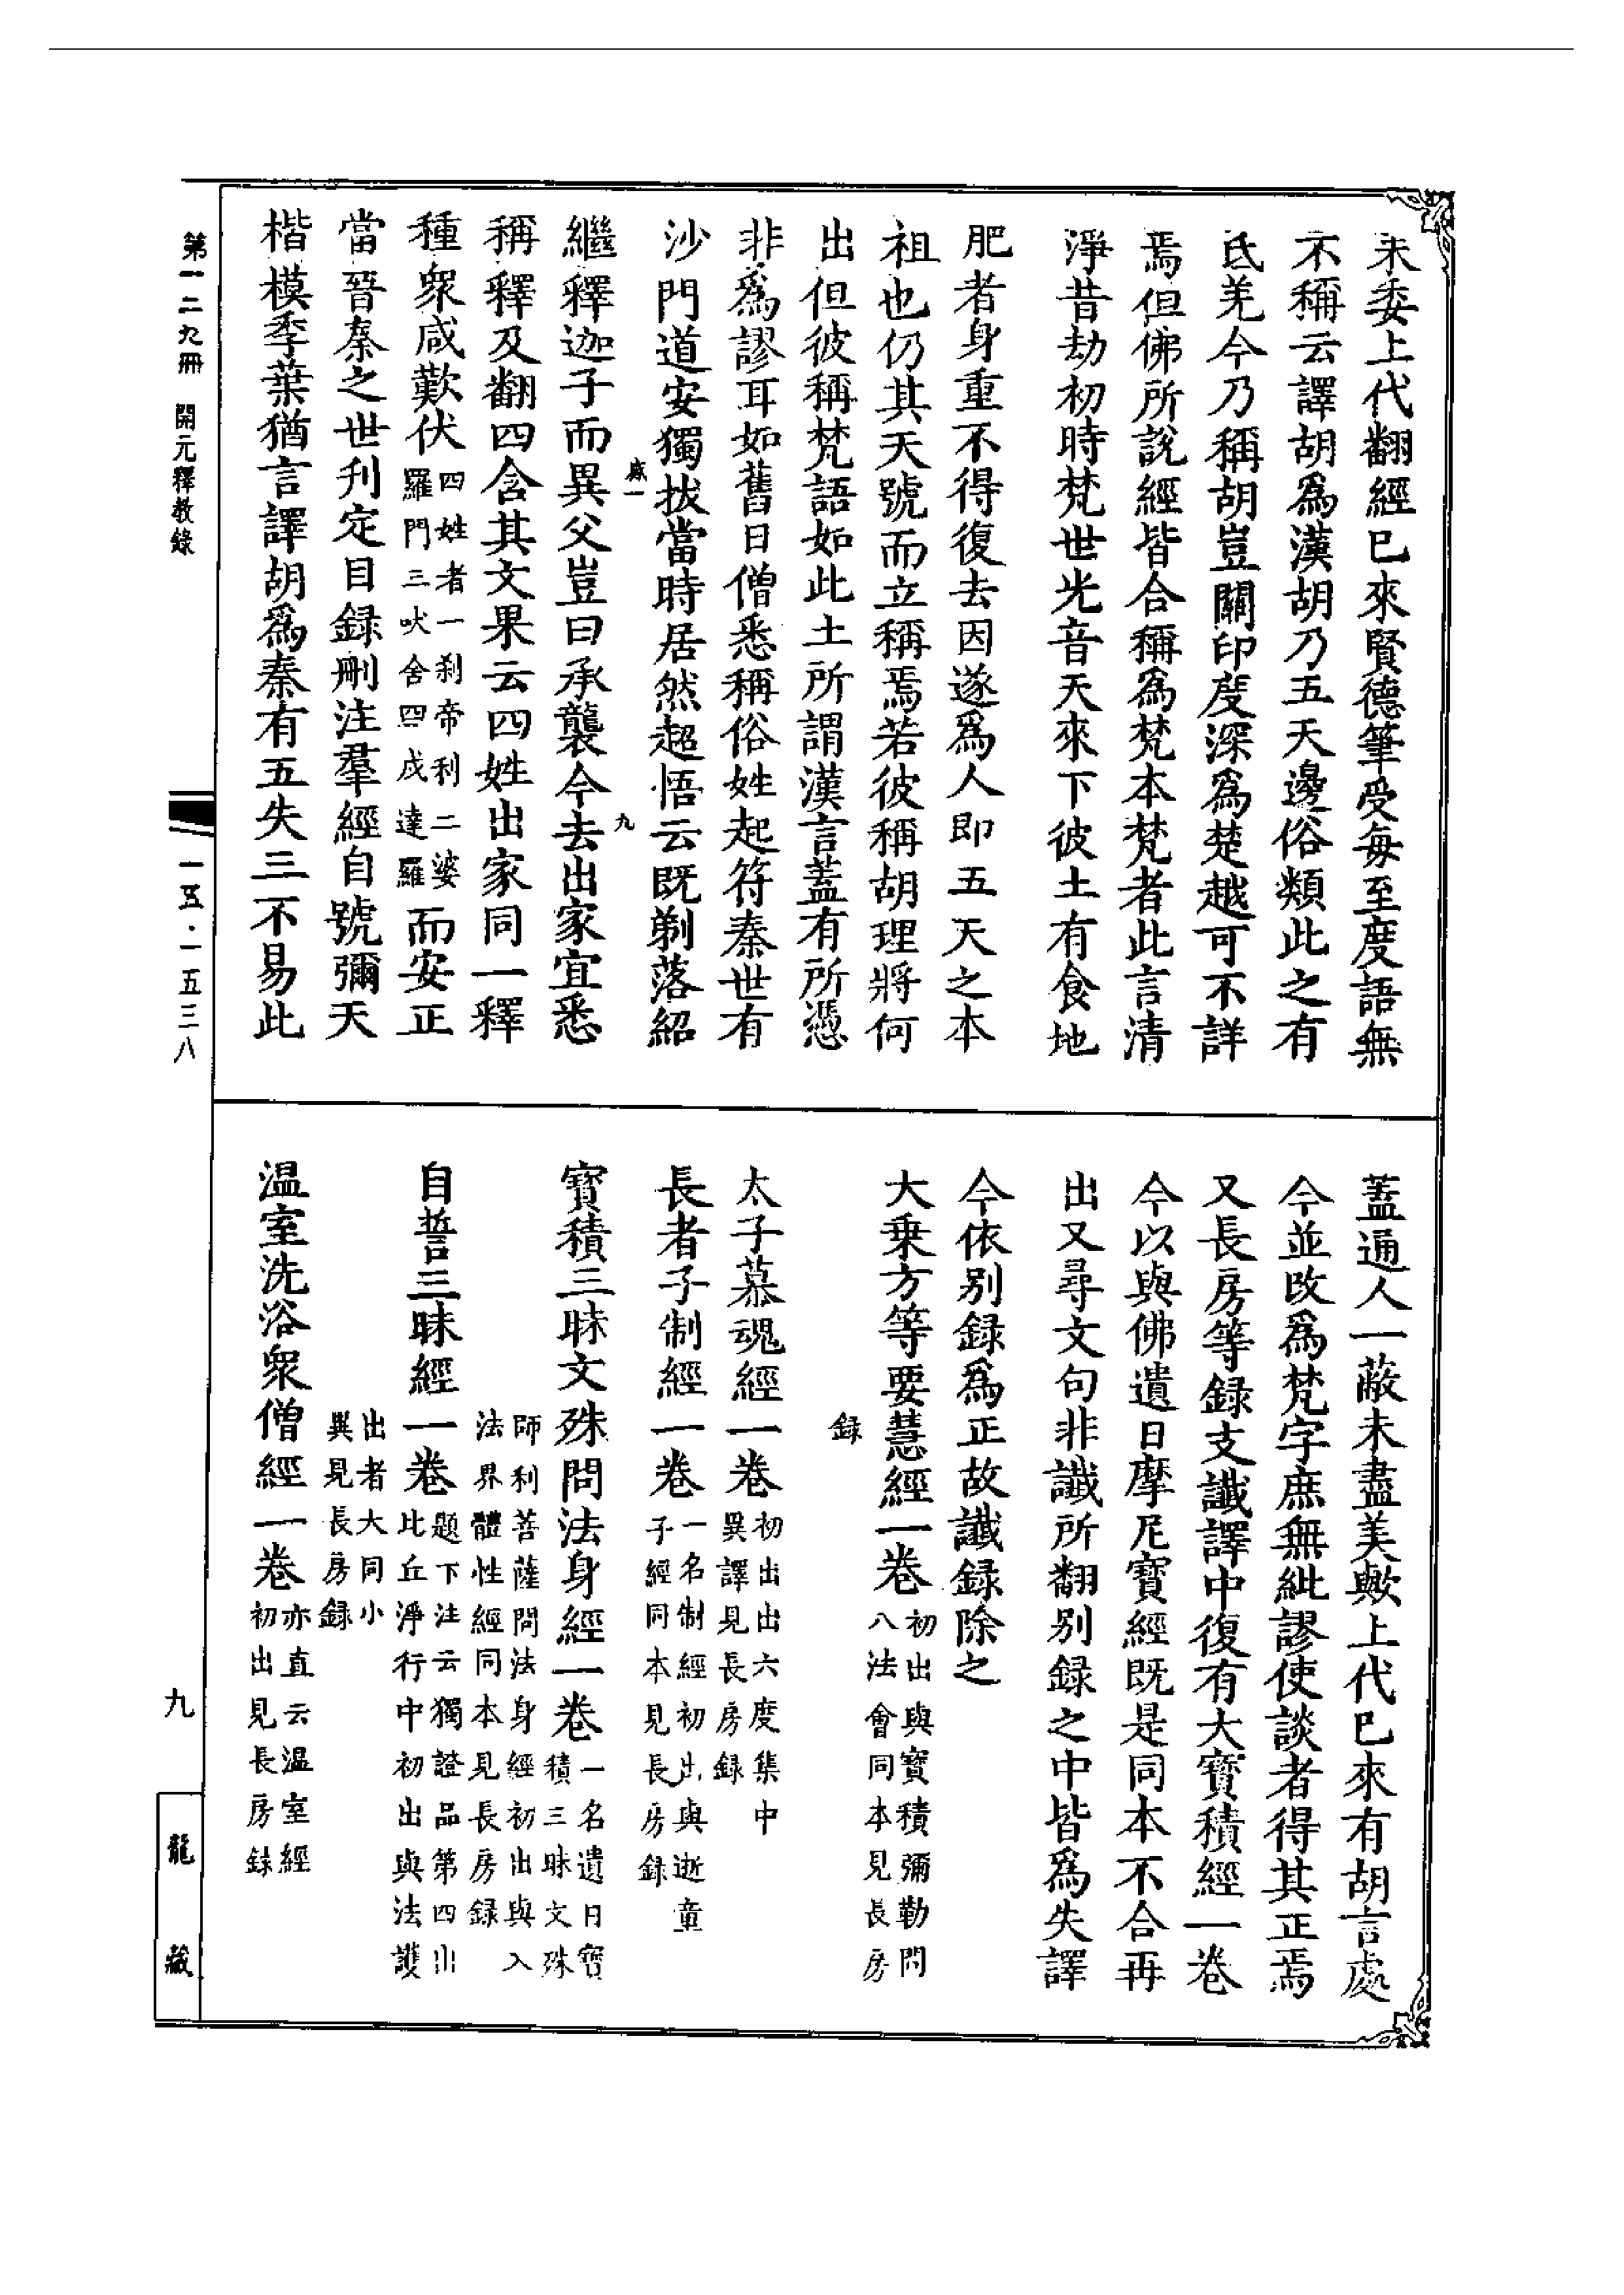 未委上代翻經已來賢德筆受每至度語無
不稱云譯胡爲漢胡乃五天邊俗類此之有
氐羌今乃稱胡豈關印度深爲楚越可不詳
焉但佛所說經皆合稱爲梵本梵者此言清
淨昔劫初時梵世光音天來下彼土有食地
肥者身重不得復去因遂爲人即五天之本
祖也仍其天號而立稱焉若彼稱胡理將何
出但彼稱梵語如此土所謂漢言蓋有所憑
非爲謬耳如舊日僧悉稱俗姓起符秦世有
沙門道安獨拔當時居然超悟云既剃落紹
九
繼釋迦子而異父豈曰承襲今去出家宜悉
稱釋及翻四含其文果云四姓出家同一釋
種衆咸歎伏四姓者一刹帝利二婆羅門三吠舍四戍達羅而安正
當晉秦之世刋定目録刪注羣經自號彌天
楷模季葉猶言譯胡爲秦有五失三不易此
蓋通人一蔽未盡美歟上代已來有胡言處
今並改爲梵字庶無紕謬使談者得其正焉
又長房等録支讖譯中復有大寶積經一卷
今以與佛遺日摩尼寶經既是同本不合再
出又尋文句非讖所翻别録之中皆爲失譯
今依别録爲正故讖録除之
大乗方等要慧經一卷初出與寶積彌勒問八法會同本見長房
録
太子慕魂經一卷初出出六度集中異譯見長房録
長者子制經一卷一名制經初出與逝童子經同本見長房録
寶積三昧文殊問法身經一卷一名遺日寶積三昧文殊
師利菩薩問法身經初出與入法界體性經同本見長房録
自誓三昧經一卷題下注云獨證品第四出比丘淨行中初出與法護
出者大同小異見長房録
温室洗浴衆僧經一卷亦直云温室經初出見長房録
第一二九冊　開元釋教錄
一五·一五三八
九
龍藏